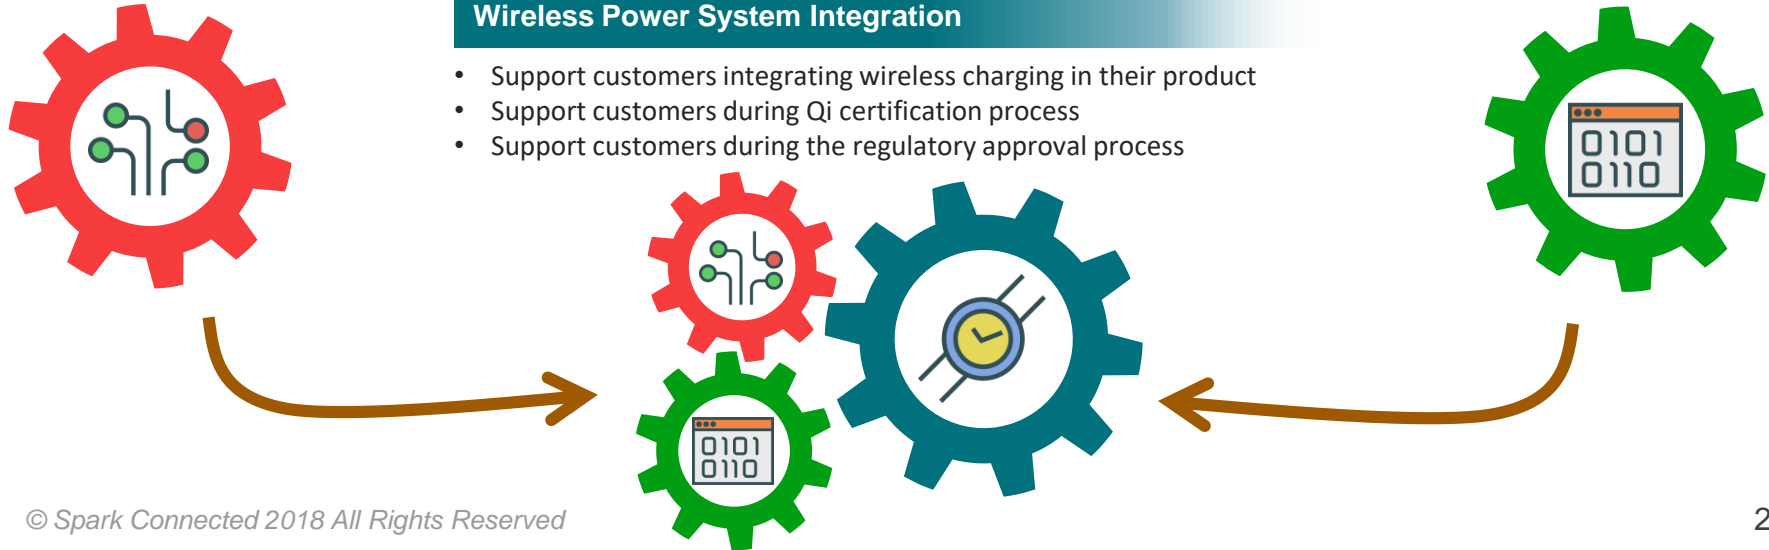 Wireless Power System Integration
• Support customers integrating wireless charging in their product
• Support customers during Qi certification process
• Support customers during the regulatory approval process
0101
0110
0101
0110
© Spark Connected 2018 All Rights Reserved
2